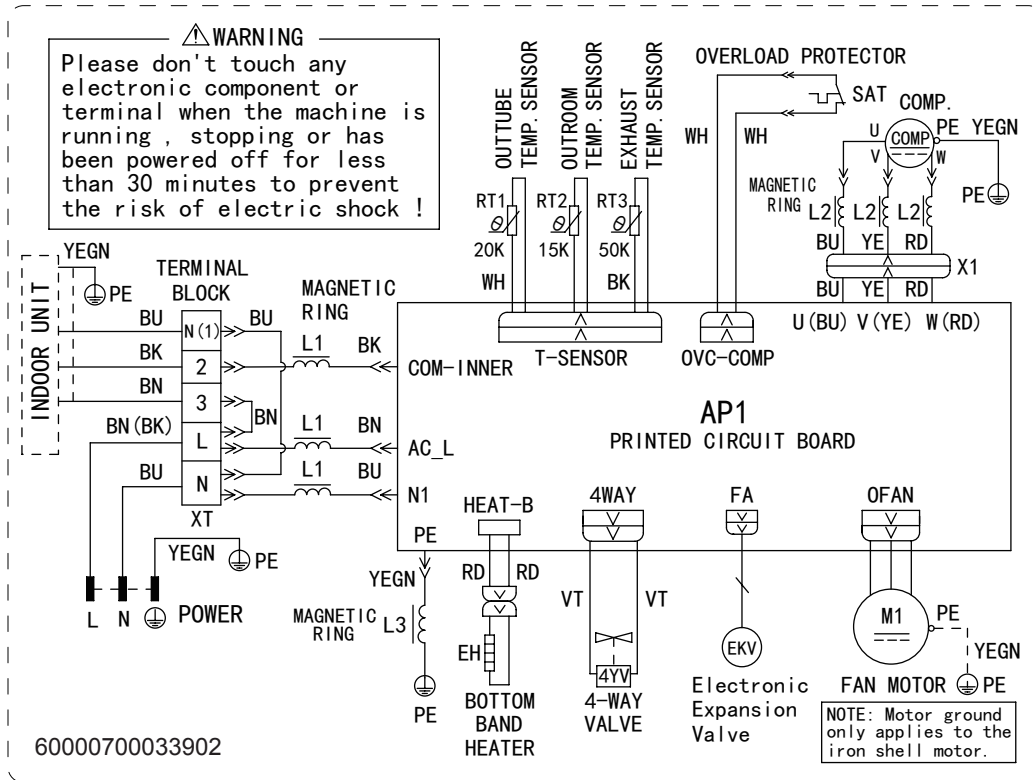 WARNING
Please don't touch any
electronic component or
terminal when the machine is
running , stopping or has
been powered off for less
than 30 minutes to prevent
the risk of electric shock !
OUTTUBE
TEMP. SENSOR
OUTROOM
TEMP. SENSOR
EXHAUST
TEMP. SENSOR
RT1
RT2
RT3
θ
θ
θ
20K
15K
50K
WH
BK
T-SENSOR
OVERLOAD PROTECTOR
SAT
WH
WH
OVC-COMP
COMP.
COMP
U
V
W
PE
YEGN
PE
MAGNETIC
RING
L2
L2
L2
BU
YE
RD
X1
BU
YE
RD
U(BU)
V(YE)
W(RD)
INDOOR UNIT
YEGN
PE
TERMINAL
BLOCK
MAGNETIC
RING
BU
N(1)
BU
BK
2
L1
BK
COM-INNER
BN
3
BN
BN(BK)
L
L1
BN
AC_L
BU
N
L1
BU
N1
XT
YEGN
PE
L
N
POWER
AP1
PRINTED CIRCUIT BOARD
PE
YEGN
MAGNETIC
RING
L3
PE
HEAT-B
RD
RD
EH
BOTTOM
BAND
HEATER
4WAY
VT
VT
4YV
4-WAY
VALVE
FA
EKV
Electronic
Expansion
Valve
OFAN
M1
PE
YEGN
FAN MOTOR
PE
NOTE: Motor ground
only applies to the
iron shell motor.
60000700033902